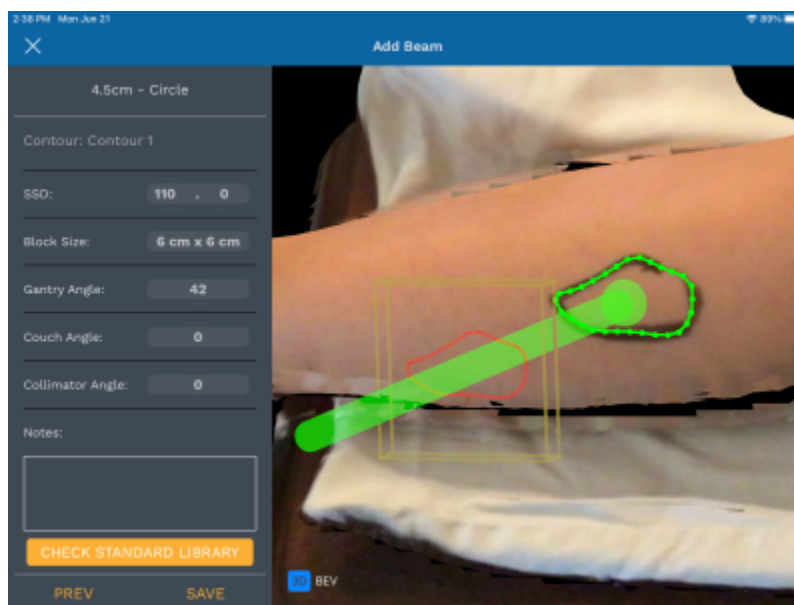 2:38 PM Mon Jun 21 89%
Add Beam
4.5cm - Circle
Contour: Contour 1
SSD: 110 . 0
Block Size: 6 cm x 6 cm
Gantry Angle: 42
Couch Angle: 0
Collimator Angle: 0
Notes:
CHECK STANDARD LIBRARY
PREV SAVE
3D BEV